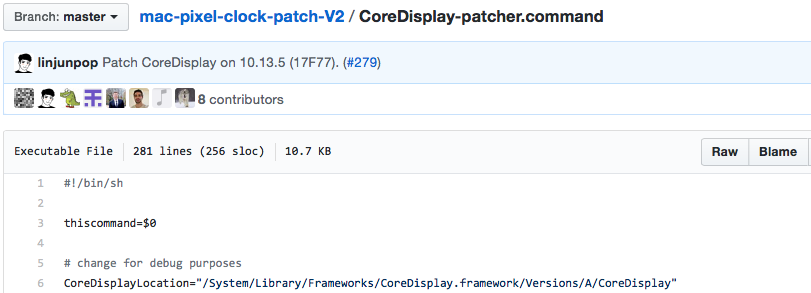 Branch: master mac-pixel-clock-patch-V2 / CoreDisplay-patcher.command
linjunpop Patch CoreDisplay on 10.13.5 (17F77). (#279)
8 contributors
Executable File 281 lines (256 sloc) 10.7 KB Raw Blame
1 #!/bin/sh
2
3 thiscommand=$0
4
5 # change for debug purposes
6 CoreDisplayLocation="/System/Library/Frameworks/CoreDisplay.framework/Versions/A/CoreDisplay"